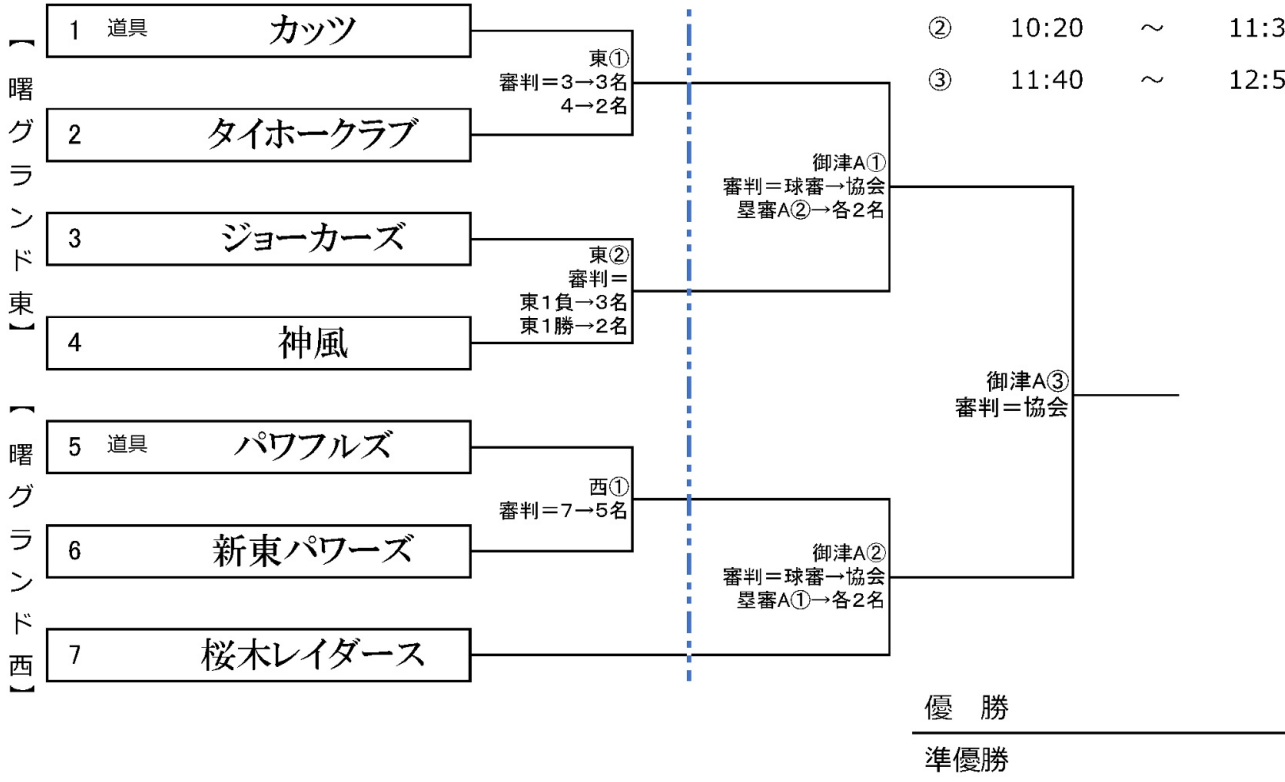 ② 10:20 ～ 11:3
③ 11:40 ～ 12:5
【曙グランド東】
1 道具 カッツ
2 タイホークラブ
3 ジョーカーズ
4 神風
東①
審判＝3→3名
4→2名
東②
審判＝
東1負→3名
東1勝→2名
【曙グランド西】
5 道具 パワフルズ
6 新東パワーズ
7 桜木レイダース
西①
審判＝7→5名
御津A①
審判＝球審→協会
塁審A②→各2名
御津A②
審判＝球審→協会
塁審A①→各2名
御津A③
審判＝協会
優　勝
準優勝